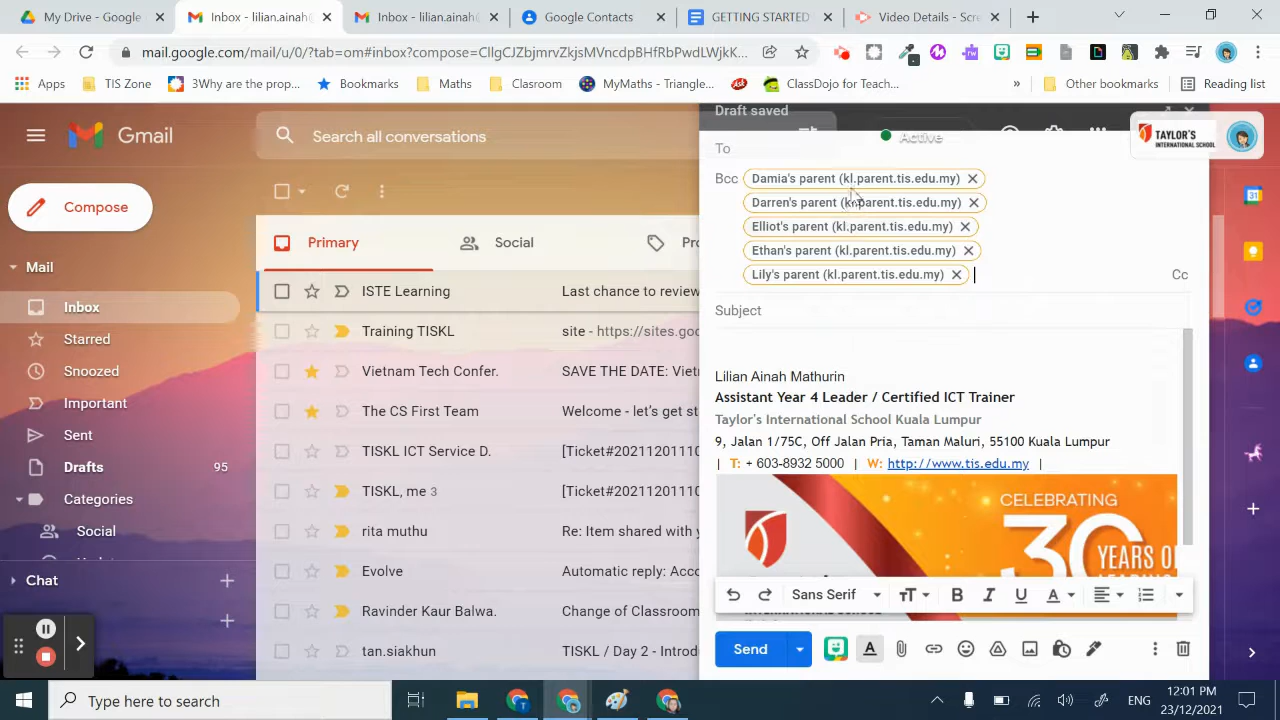 My Drive - Google D
Inbox - lilian.ainah@
Inbox - lilian.ainah@
Google Contacts
GETTING STARTED
Video Details - Scre
mail.google.com/mail/u/0/?tab=om#inbox?compose=CllgCJZbjmrvZkjsMVncdpBHfRbPwdLWjkK...
Apps
TIS Zone
3Why are the prop...
Bookmarks
Maths
Clasroom
MyMaths - Triangle...
ClassDojo for Teach...
»
Other bookmarks
Reading list
Gmail
Search all conversations
Draft saved
Active
TAYLOR'S
INTERNATIONAL SCHOOL
Compose
To
Bcc
Damia's parent (kl.parent.tis.edu.my)
Darren's parent (kl.parent.tis.edu.my)
Elliot's parent (kl.parent.tis.edu.my)
Ethan's parent (kl.parent.tis.edu.my)
Lily's parent (kl.parent.tis.edu.my)
Cc
Subject
Primary
Social
Mail
Inbox
Starred
Snoozed
Important
Sent
Drafts 95
Categories
Social
Chat
ISTE Learning Last chance to review
Training TISKL site - https://sites.goo
Vietnam Tech Confer. SAVE THE DATE: Viet
The CS First Team Welcome - let's get st
TISKL ICT Service D. [Ticket#2021120111
TISKL, me 3 [Ticket#2021120111
rita muthu Re: Item shared with y
Evolve Automatic reply: Acco
Ravinder Kaur Balwa. Change of Classroom
tan.siakhun TISKL / Day 2 - Introd
Lilian Ainah Mathurin
Assistant Year 4 Leader / Certified ICT Trainer
Taylor's International School Kuala Lumpur
9, Jalan 1/75C, Off Jalan Pria, Taman Maluri, 55100 Kuala Lumpur
| T: + 603-8932 5000 | W: http://www.tis.edu.my |
CELEBRATING
30 YEARS OF
Sans Serif
Send
Type here to search
ENG
12:01 PM
23/12/2021